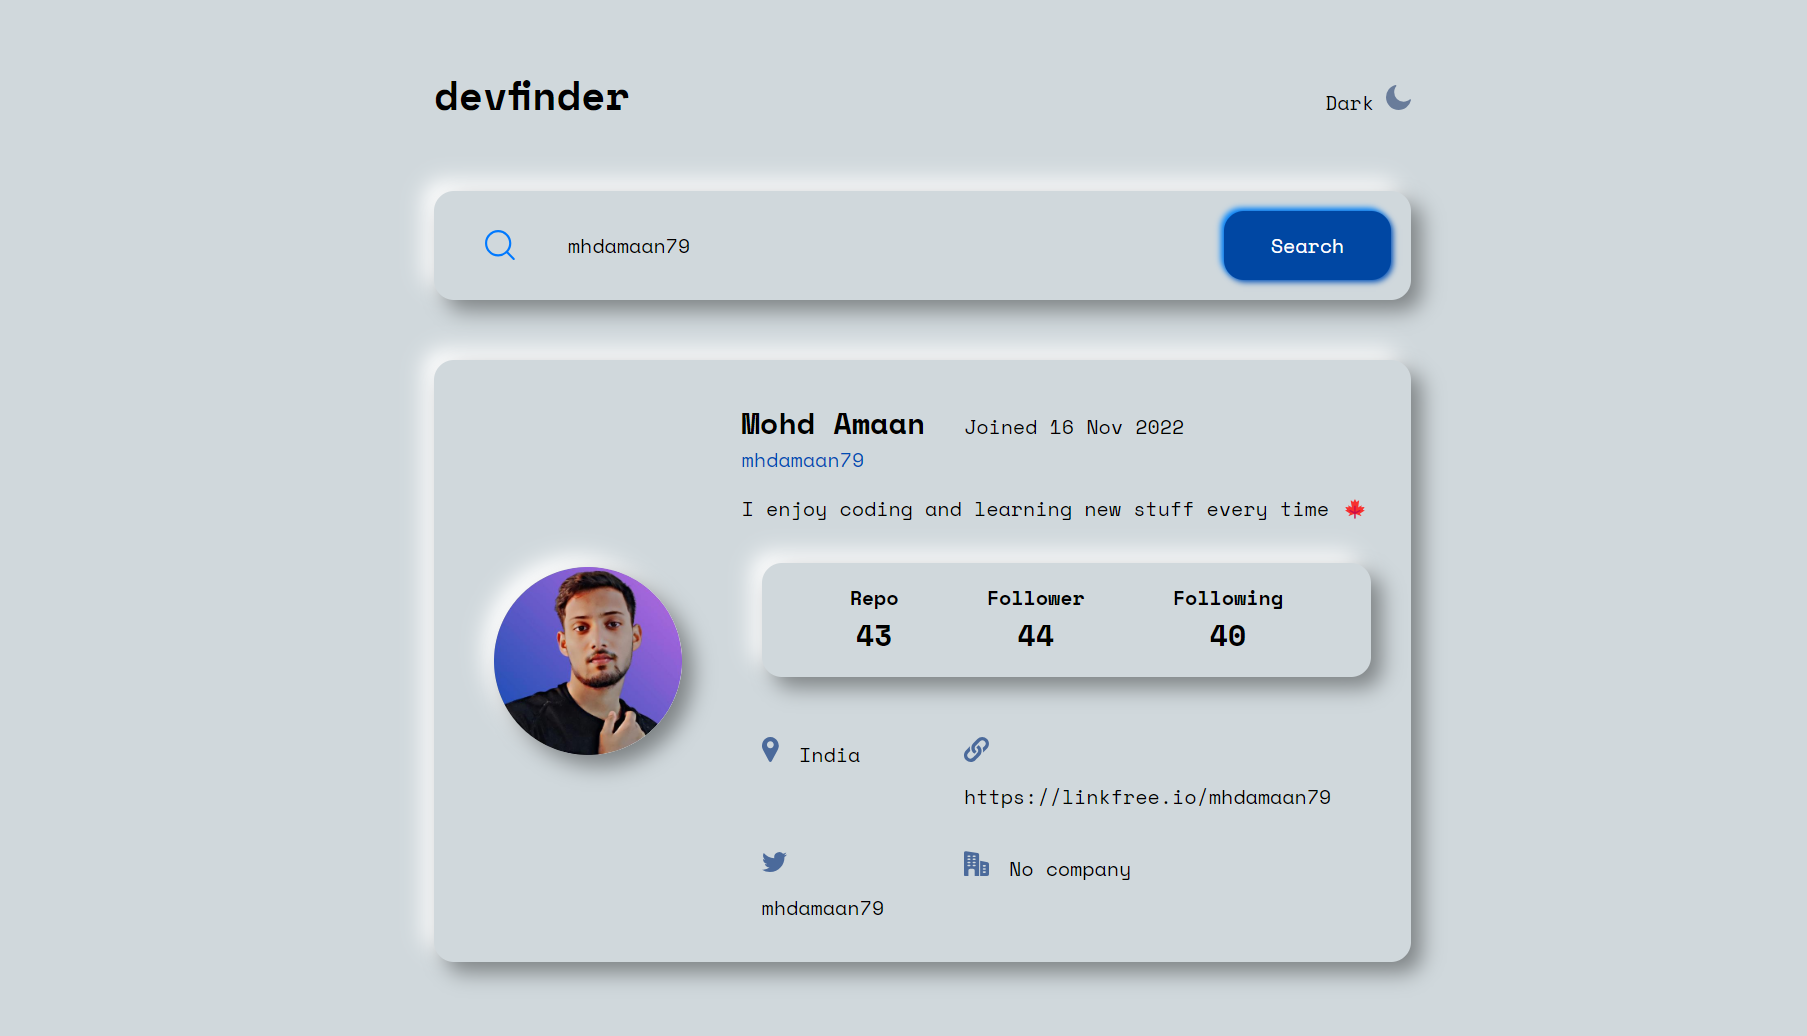 devfinder
Dark
mhdamaan79
Search
Mohd Amaan
Joined 16 Nov 2022
mhdamaan79
I enjoy coding and learning new stuff every time 🍁
Repo
43
Follower
44
Following
40
India
https://linkfree.io/mhdamaan79
mhdamaan79
No company